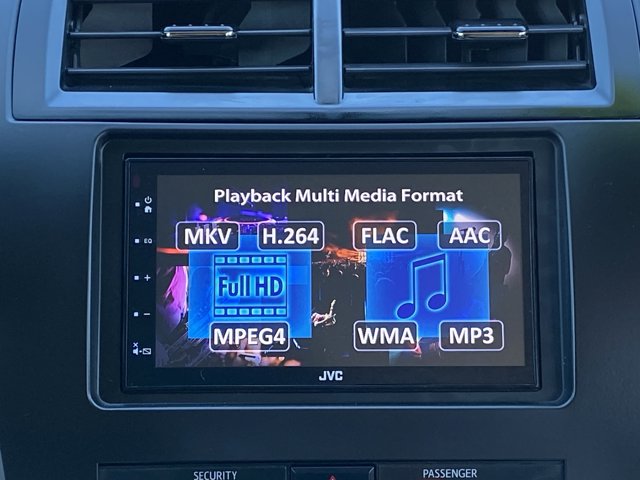 Playback Multi Media Format
MKV H.264 FLAC AAC
Full HD
MPEG4 WMA MP3
EQ
+
−
JVC
SECURITY PASSENGER